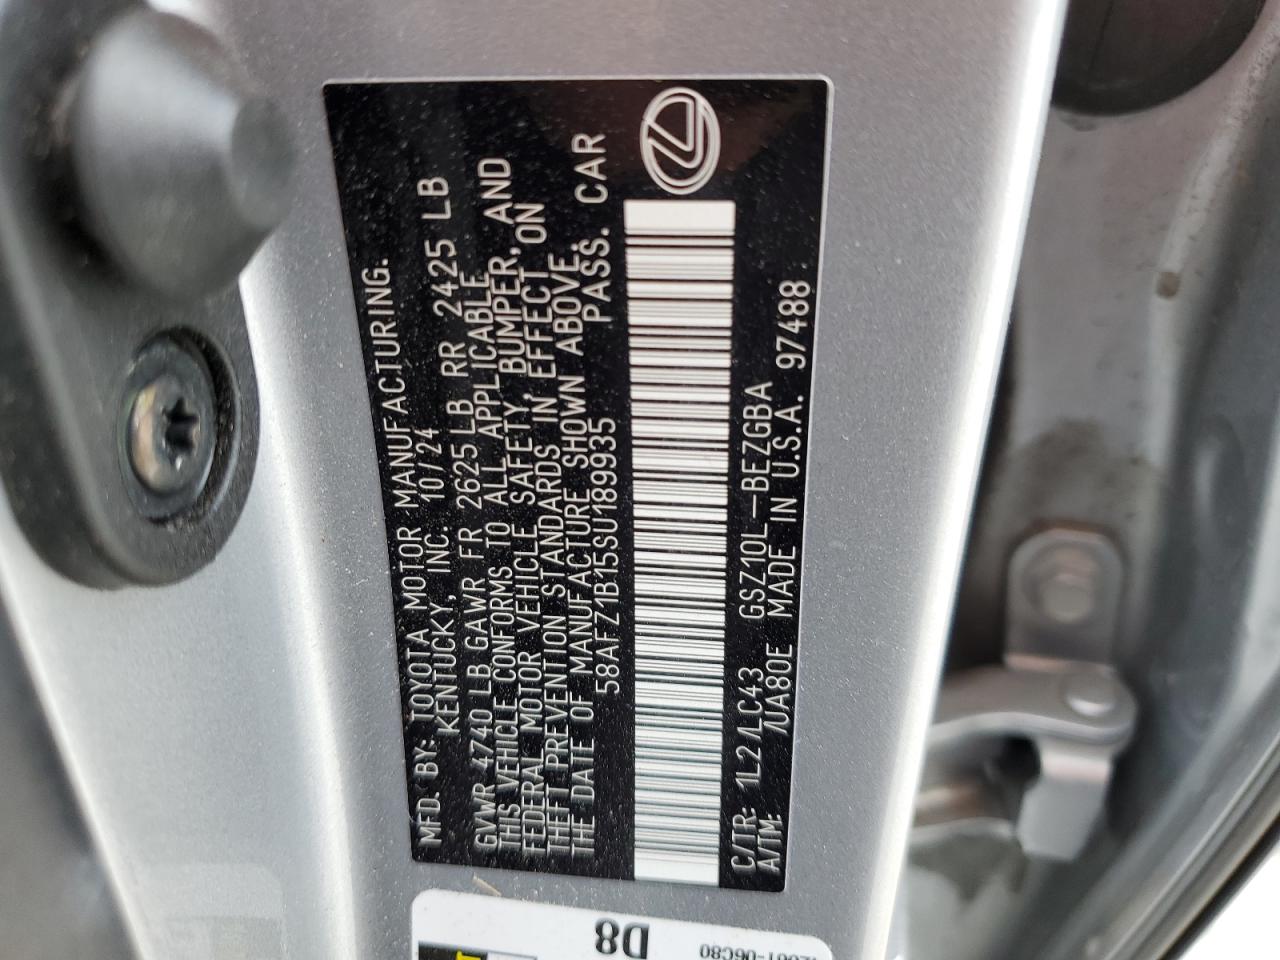 MFD. BY: TOYOTA MOTOR MANUFACTURING.
KENTUCKY, INC. 10/24
GVWR 4740 LB GAWR FR 2625 LB RR 2425 LB
THIS VEHICLE CONFORMS TO ALL APPLICABLE
FEDERAL MOTOR VEHICLE SAFETY, BUMPER, AND
THEFT PREVENTION STANDARDS IN EFFECT ON
THE DATE OF MANUFACTURE SHOWN ABOVE.
58AFZ1B15SU189935 PASS. CAR
C/TR: 1L2/LC43 GSZ10L-BEZGBA
A/TM: /UA80E MADE IN U.S.A. 97488
D8